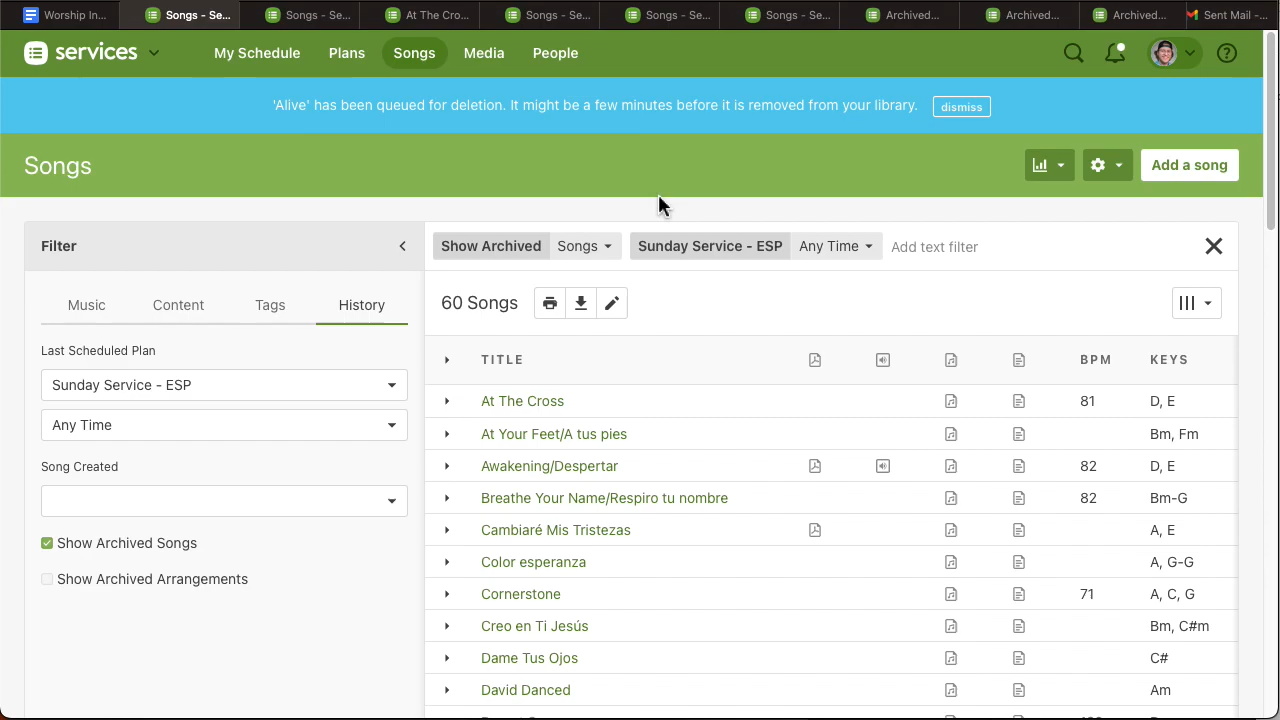 Worship In... Songs - Se... Songs - Se... At The Cro... Songs - Se... Songs - Se... Songs - Se... Archived... Archived... Archived... Sent Mail -...
services My Schedule Plans Songs Media People
'Alive' has been queued for deletion. It might be a few minutes before it is removed from your library. dismiss
Songs Add a song
Filter Show Archived Songs Sunday Service - ESP Any Time Add text filter
Music Content Tags History 60 Songs
Last Scheduled Plan
TITLE BPM KEYS
Sunday Service - ESP
At The Cross 81 D, E
Any Time
At Your Feet/A tus pies Bm, Fm
Song Created
Awakening/Despertar 82 D, E
Breathe Your Name/Respiro tu nombre 82 Bm-G
Cambiaré Mis Tristezas A, E
Show Archived Songs
Color esperanza A, G-G
Show Archived Arrangements
Cornerstone 71 A, C, G
Creo en Ti Jesús Bm, C#m
Dame Tus Ojos C#
David Danced Am